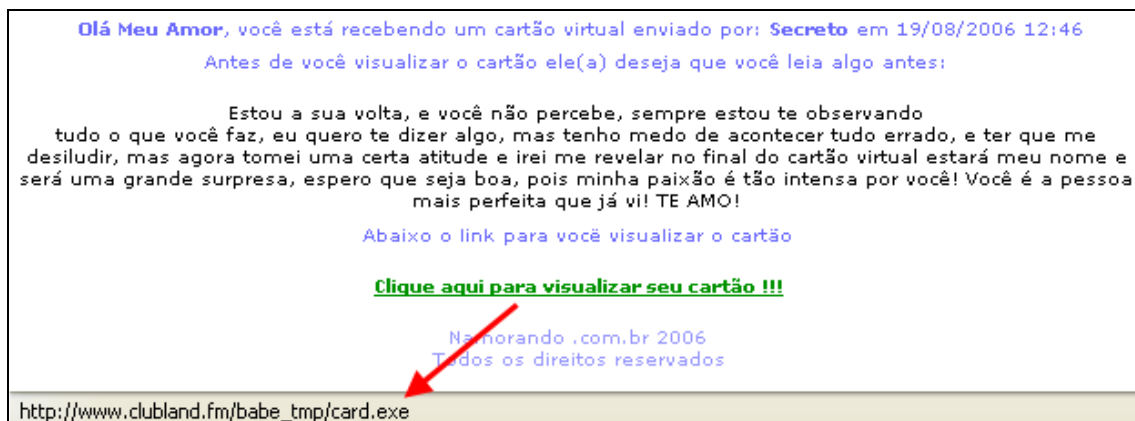 Olá Meu Amor, você está recebendo um cartão virtual enviado por: Secreto em 19/08/2006 12:46
Antes de você visualizar o cartão ele(a) deseja que você leia algo antes:
Estou a sua volta, e você não percebe, sempre estou te observando
tudo o que você faz, eu quero te dizer algo, mas tenho medo de acontecer tudo errado, e ter que me
desiludir, mas agora tomei uma certa atitude e irei me revelar no final do cartão virtual estará meu nome e
será uma grande surpresa, espero que seja boa, pois minha paixão é tão intensa por você! Você é a pessoa
mais perfeita que já vi! TE AMO!
Abaixo o link para você visualizar o cartão
Clique aqui para visualizar seu cartão !!!
Namorando .com.br 2006
Todos os direitos reservados
http://www.clubland.fm/babe_tmp/card.exe